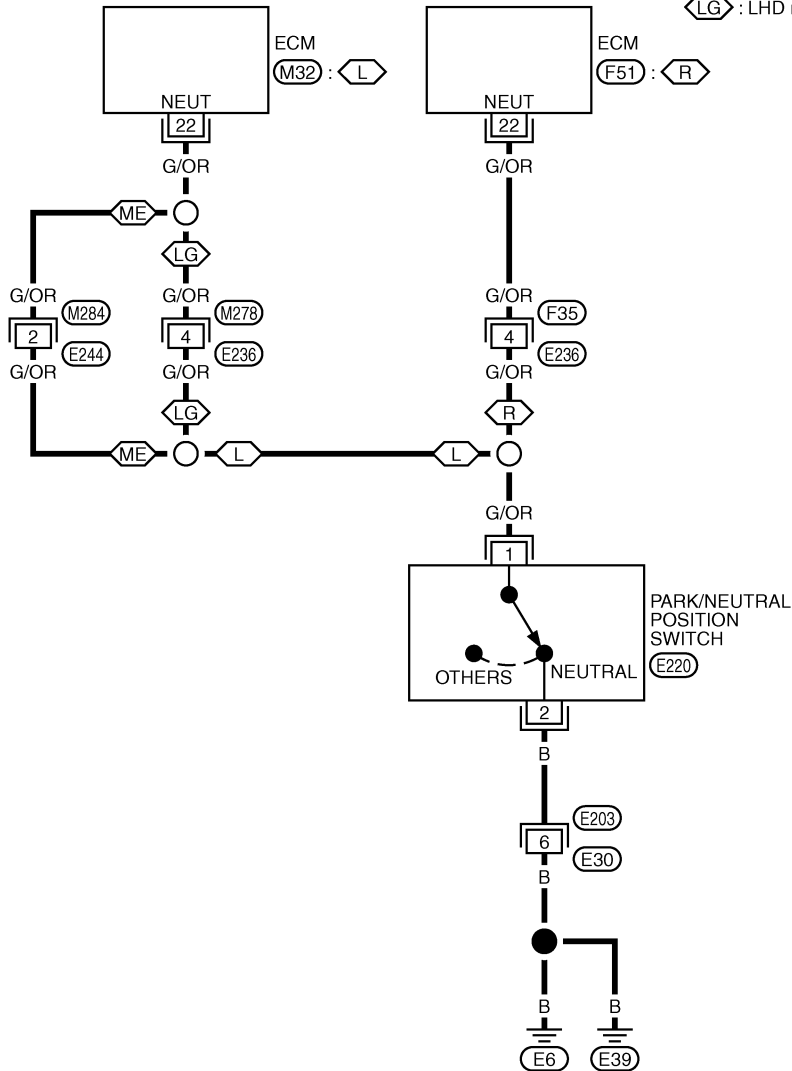 LG : LHD
ECM
M32 : L
NEUT
22
G/OR
ECM
F51 : R
NEUT
22
G/OR
ME
LG
G/OR
M284
2
E244
G/OR
G/OR
M278
4
E236
G/OR
G/OR
F35
4
E236
G/OR
LG
R
ME
L
L
G/OR
1
PARK/NEUTRAL
POSITION
SWITCH
E220
OTHERS
NEUTRAL
2
B
E203
6
E30
B
B
B
E6
E39